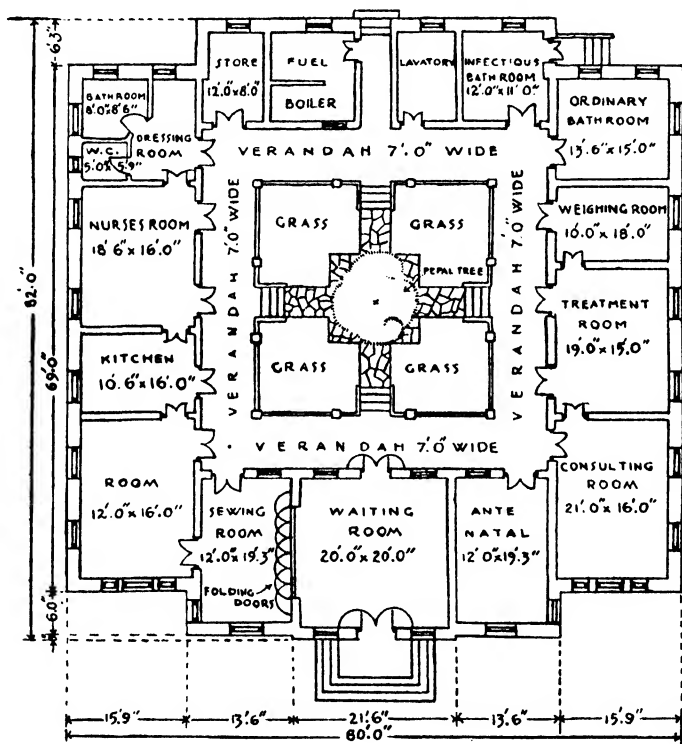 6'.3"
STORE
12'.0"x8'.0"
FUEL
BOILER
LAVATORY
INFECTIOUS
BATHROOM
12'.0"x11'.0"
BATHROOM
8'.0"x8'.6"
W.C.
5'.0"x5'.9"
DRESSING
ROOM
ORDINARY
BATHROOM
13'.6"x15'.0"
VERANDAH 7'.0" WIDE
VERANDAH 7'.0" WIDE
VERANDAH 7'.0" WIDE
NURSES ROOM
18'6"x16'.0"
GRASS
GRASS
PEPAL TREE
WEIGHING ROOM
10'.0"x18'.0"
TREATMENT
ROOM
19'.0"x15'.0"
82'.0"
69'.0"
KITCHEN
10'.6"x16'.0"
GRASS
GRASS
VERANDAH 7'.0" WIDE
ROOM
12'.0"x16'.0"
SEWING
ROOM
12'.0"x19'.3"
FOLDING
DOORS
WAITING
ROOM
20'.0"x20'.0"
ANTE
NATAL
12'0"x19'.3"
CONSULTING
ROOM
21'.0"x16'.0"
6'.0"
15'9"
13'.6"
21'.6"
13'6"
15'.9"
80'.0"